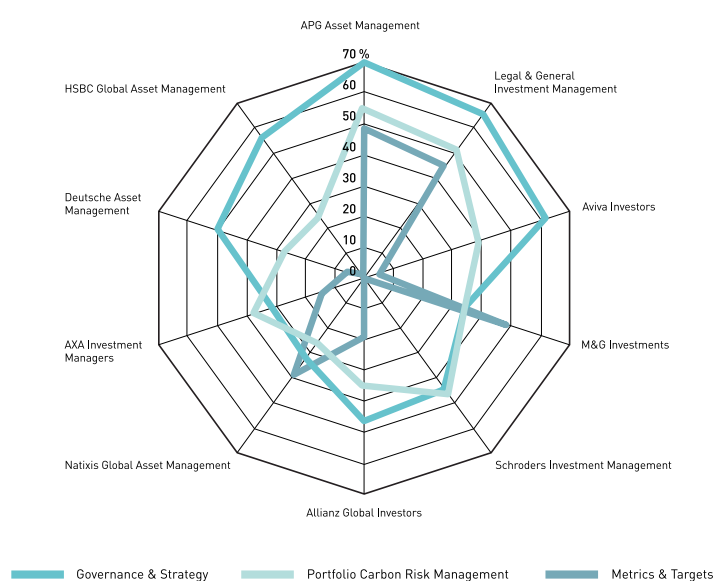 APG Asset Management
70 %
60
50
40
30
20
10
0
Legal & General
Investment Management
HSBC Global Asset Management
Deutsche Asset
Management
Aviva Investors
AXA Investment
Managers
M&G Investments
Natixis Global Asset Management
Schroders Investment Management
Allianz Global Investors
Governance & Strategy
Portfolio Carbon Risk Management
Metrics & Targets